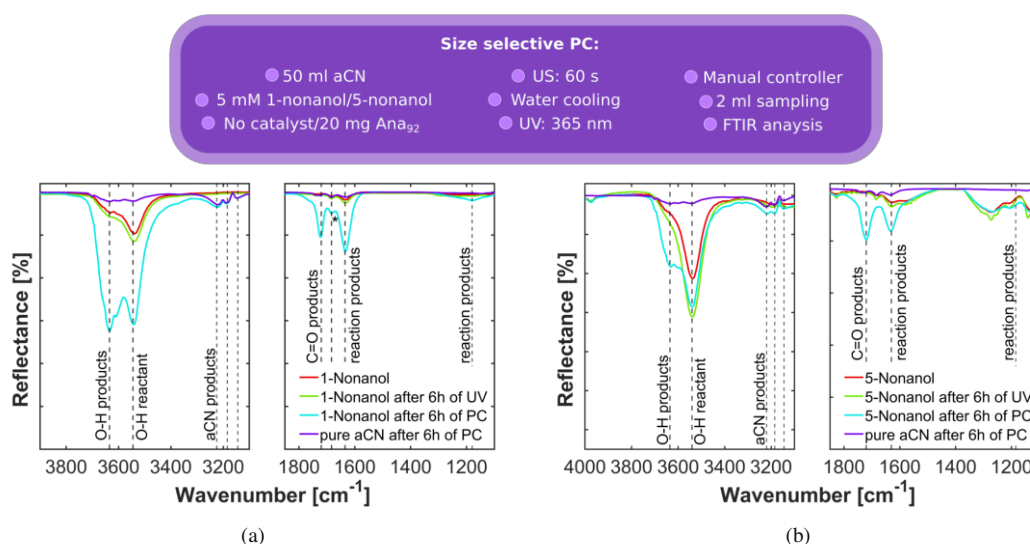 Size selective PC:
50 ml aCN
US: 60 s
Manual controller
5 mM 1-nonanol/5-nonanol
Water cooling
2 ml sampling
No catalyst/20 mg Ana₉₂
UV: 365 nm
FTIR anaysis
Reflectance [%]
O-H products
O-H reactant
aCN products
C=O products
*
reaction products
1-Nonanol
1-Nonanol after 6h of UV
1-Nonanol after 6h of PC
pure aCN after 6h of PC
3800 3600 3400 3200
1800 1600 1400 1200
Wavenumber [cm⁻¹]
(a)
Reflectance [%]
O-H products
O-H reactant
aCN products
C=O products
reaction products
5-Nonanol
5-Nonanol after 6h of UV
5-Nonanol after 6h of PC
pure aCN after 6h of PC
4000 3800 3600 3400 3200
1800 1600 1400 1200
Wavenumber [cm⁻¹]
(b)